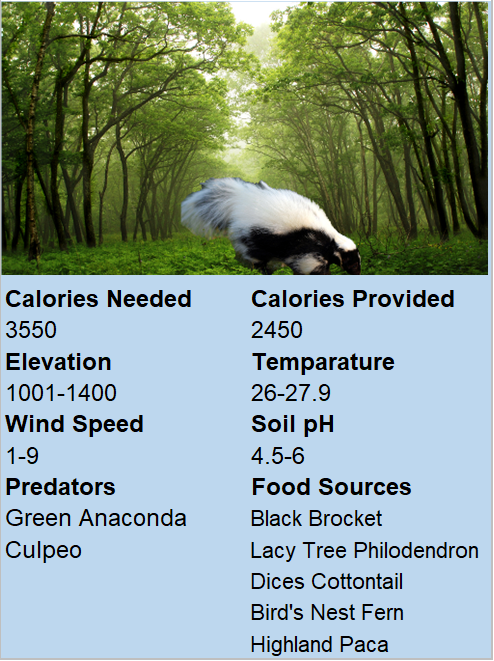 Calories Needed
3550
Elevation
1001-1400
Wind Speed
1-9
Predators
Green Anaconda
Culpeo
Calories Provided
2450
Temparature
26-27.9
Soil pH
4.5-6
Food Sources
Black Brocket
Lacy Tree Philodendron
Dices Cottontail
Bird's Nest Fern
Highland Paca